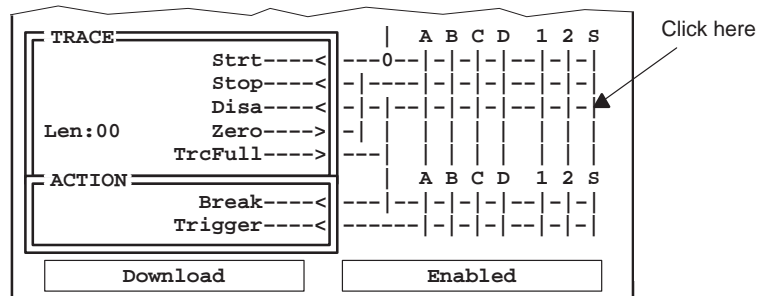 TRACE | A B C D 1 2 S Click here
Strt----< ---0--|-|-|-|--|-|-|
Stop----< -|----|-|-|-|--|-|-|
Disa----< -|-|--|-|-|-|--|-|-|
Len:00 Zero----> -| | | | | | | | |
TrcFull----> ---| | | | | | | |
ACTION | A B C D 1 2 S
Break----< ---|--|-|-|-|--|-|-|
Trigger----< ------|-|-|-|--|-|-|
Download Enabled